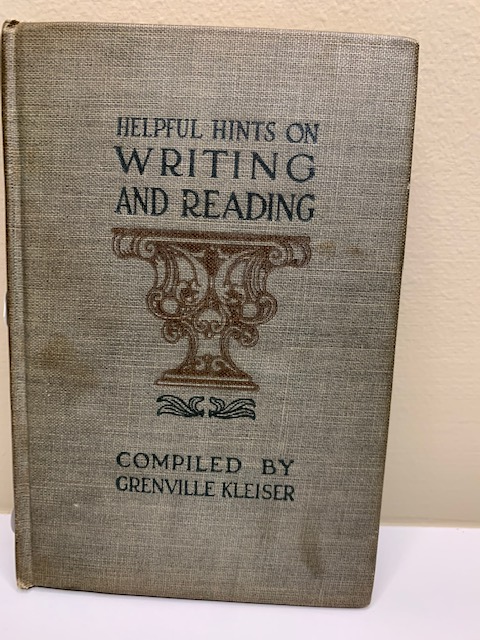 HELPFUL HINTS ON
WRITING
AND READING
COMPILED BY
GRENVILLE KLEISER